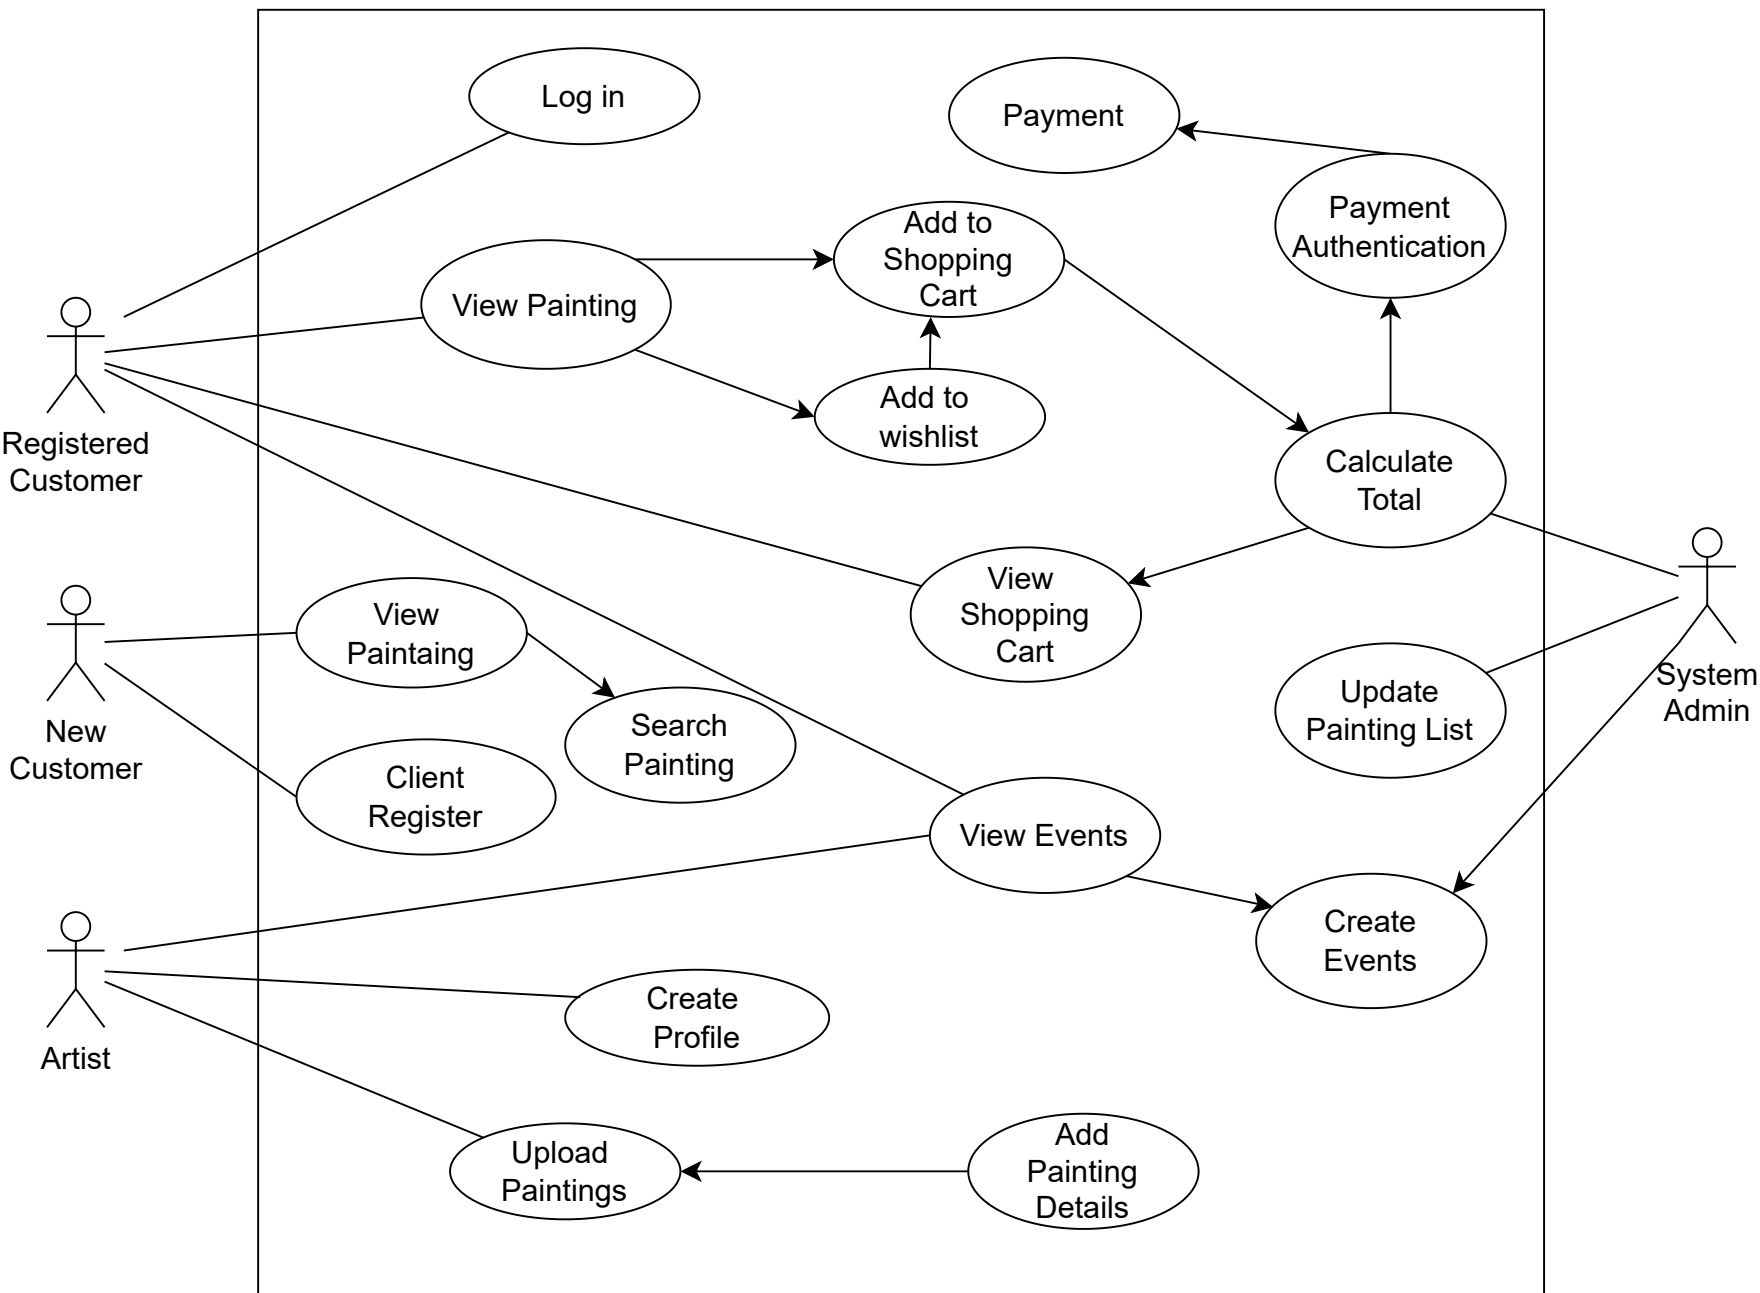 Log in
Payment
Payment
Authentication
Add to
Shopping
Cart
View Painting
Add to
wishlist
Registered
Customer
Calculate
Total
View
Shopping
Cart
View
Paintaing
New
Customer
Search
Painting
Client
Register
Update
Painting List
System
Admin
View Events
Create
Events
Artist
Create
Profile
Upload
Paintings
Add
Painting
Details